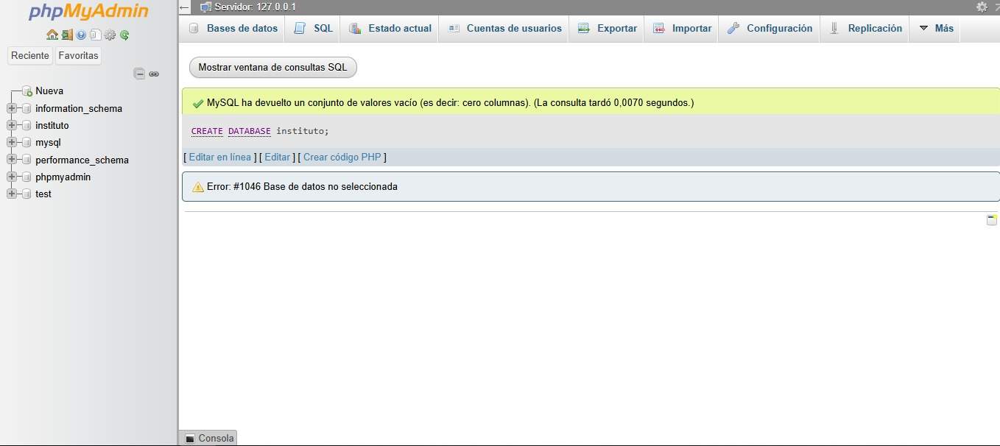 phpMyAdmin
Reciente Favoritas
Nueva
information_schema
instituto
mysql
performance_schema
phpmyadmin
test
Servidor: 127.0.0.1
Bases de datos SQL Estado actual Cuentas de usuarios Exportar Importar Configuración Replicación Más
Mostrar ventana de consultas SQL
MySQL ha devuelto un conjunto de valores vacío (es decir: cero columnas). (La consulta tardó 0,0070 segundos.)
CREATE DATABASE instituto;
[ Editar en línea ] [ Editar ] [ Crear código PHP ]
Error: #1046 Base de datos no seleccionada
Consola